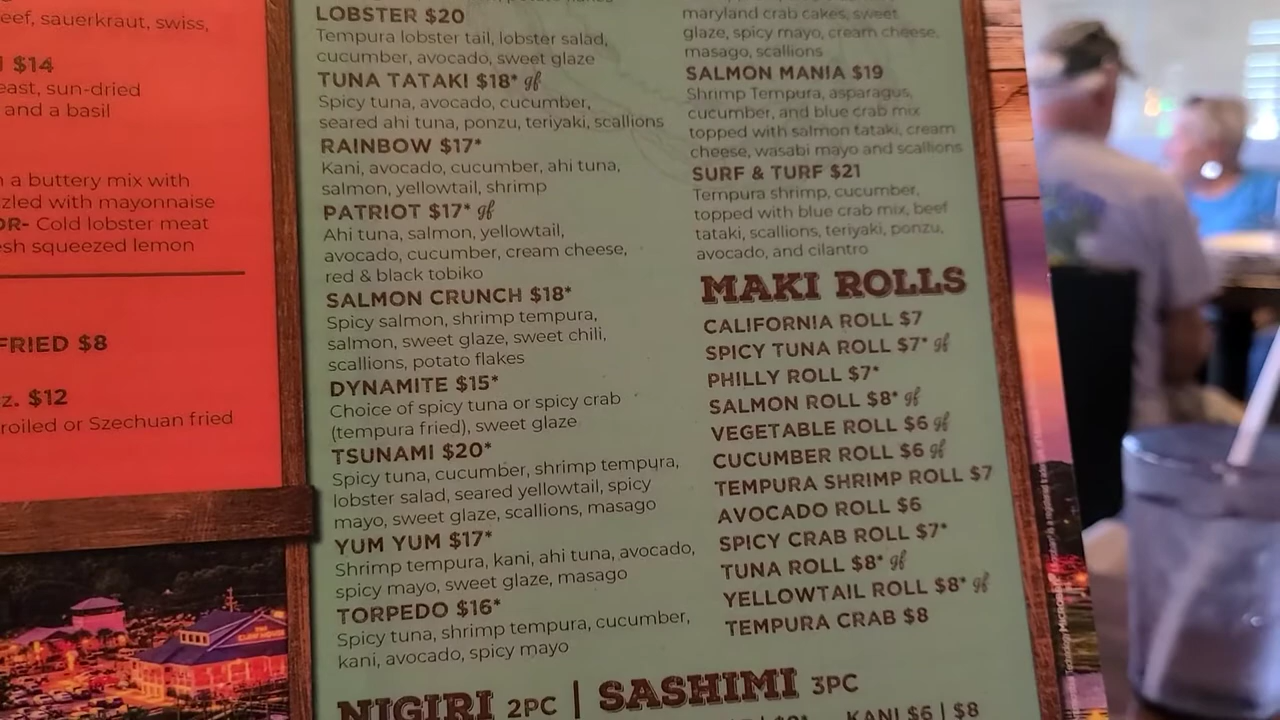 eef, sauerkraut, swiss,
$14
east, sun-dried
and a basil
a buttery mix with
zled with mayonnaise
OR- Cold lobster meat
esh squeezed lemon
FRIED $8
z. $12
roiled or Szechuan fried
THE CLAW HOUSE
LOBSTER $20
Tempura lobster tail, lobster salad,
cucumber, avocado, sweet glaze
TUNA TATAKI $18* gf
Spicy tuna, avocado, cucumber,
seared ahi tuna, ponzu, teriyaki, scallions
RAINBOW $17*
Kani, avocado, cucumber, ahi tuna,
salmon, yellowtail, shrimp
PATRIOT $17* gf
Ahi tuna, salmon, yellowtail,
avocado, cucumber, cream cheese,
red & black tobiko
SALMON CRUNCH $18*
Spicy salmon, shrimp tempura,
salmon, sweet glaze, sweet chili,
scallions, potato flakes
DYNAMITE $15*
Choice of spicy tuna or spicy crab
(tempura fried), sweet glaze
TSUNAMI $20*
Spicy tuna, cucumber, shrimp tempura,
lobster salad, seared yellowtail, spicy
mayo, sweet glaze, scallions, masago
YUM YUM $17*
Shrimp tempura, kani, ahi tuna, avocado,
spicy mayo, sweet glaze, masago
TORPEDO $16*
Spicy tuna, shrimp tempura, cucumber,
kani, avocado, spicy mayo
maryland crab cakes, sweet
glaze, spicy mayo, cream cheese,
masago, scallions
SALMON MANIA $19
Shrimp Tempura, asparagus,
cucumber, and blue crab mix
topped with salmon tataki, cream
cheese, wasabi mayo and scallions
SURF & TURF $21
Tempura shrimp, cucumber,
topped with blue crab mix, beef
tataki, scallions, teriyaki, ponzu,
avocado, and cilantro
MAKI ROLLS
CALIFORNIA ROLL $7
SPICY TUNA ROLL $7* gf
PHILLY ROLL $7*
SALMON ROLL $8* gf
VEGETABLE ROLL $6 gf
CUCUMBER ROLL $6 gf
TEMPURA SHRIMP ROLL $7
AVOCADO ROLL $6
SPICY CRAB ROLL $7*
TUNA ROLL $8* gf
YELLOWTAIL ROLL $8* gf
TEMPURA CRAB $8
NIGIRI 2PC | SASHIMI 3PC
KANI $6 | $8